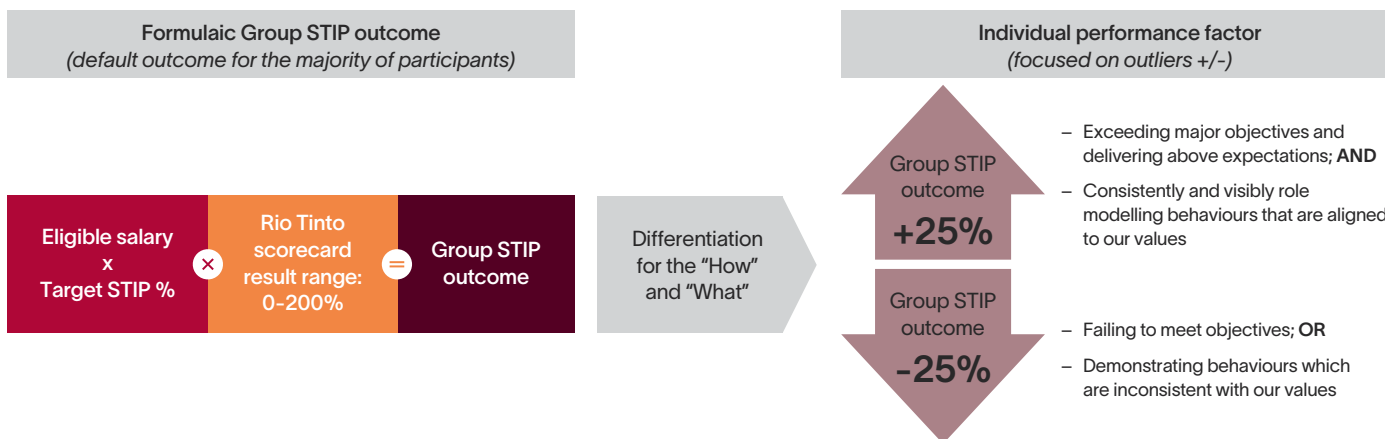 Formulaic Group STIP outcome
(default outcome for the majority of participants)
Eligible salary
x
Target STIP %
×
Rio Tinto
scorecard
result range:
0-200%
=
Group STIP
outcome
Differentiation
for the “How”
and “What”
Individual performance factor
(focused on outliers +/-)
Group STIP
outcome
+25%
– Exceeding major objectives and
delivering above expectations; AND
– Consistently and visibly role
modelling behaviours that are aligned
to our values
Group STIP
outcome
-25%
– Failing to meet objectives; OR
– Demonstrating behaviours which
are inconsistent with our values